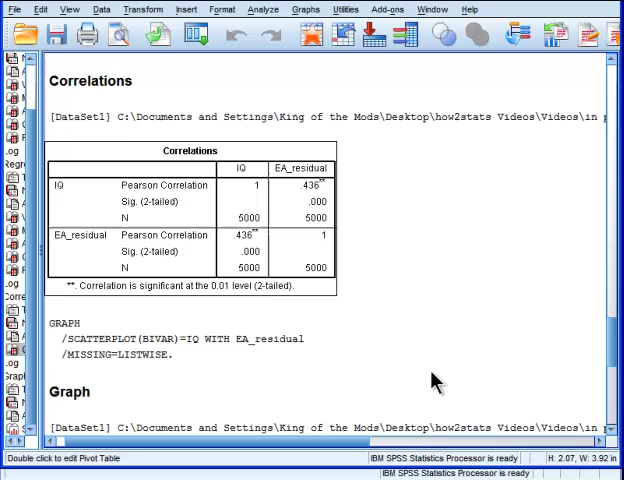 File Edit View Data Transform Insert Format Analyze Graphs Utilities Add-ons Window Help
Correlations
[DataSet1] C:\Documents and Settings\King of the Mods\Desktop\how2stats Videos\Videos\in p
Correlations
IQ EA_residual
IQ Pearson Correlation 1 .436**
Sig. (2-tailed) .000
N 5000 5000
EA_residual Pearson Correlation .436** 1
Sig. (2-tailed) .000
N 5000 5000
**. Correlation is significant at the 0.01 level (2-tailed).
GRAPH
/SCATTERPLOT(BIVAR)=IQ WITH EA_residual
/MISSING=LISTWISE.
Graph
[DataSet1] C:\Documents and Settings\King of the Mods\Desktop\how2stats Videos\Videos\in p
Double click to edit Pivot Table IBM SPSS Statistics Processor is ready H: 2.07, W: 3.92 in
IBM SPSS Statistics Processor is ready